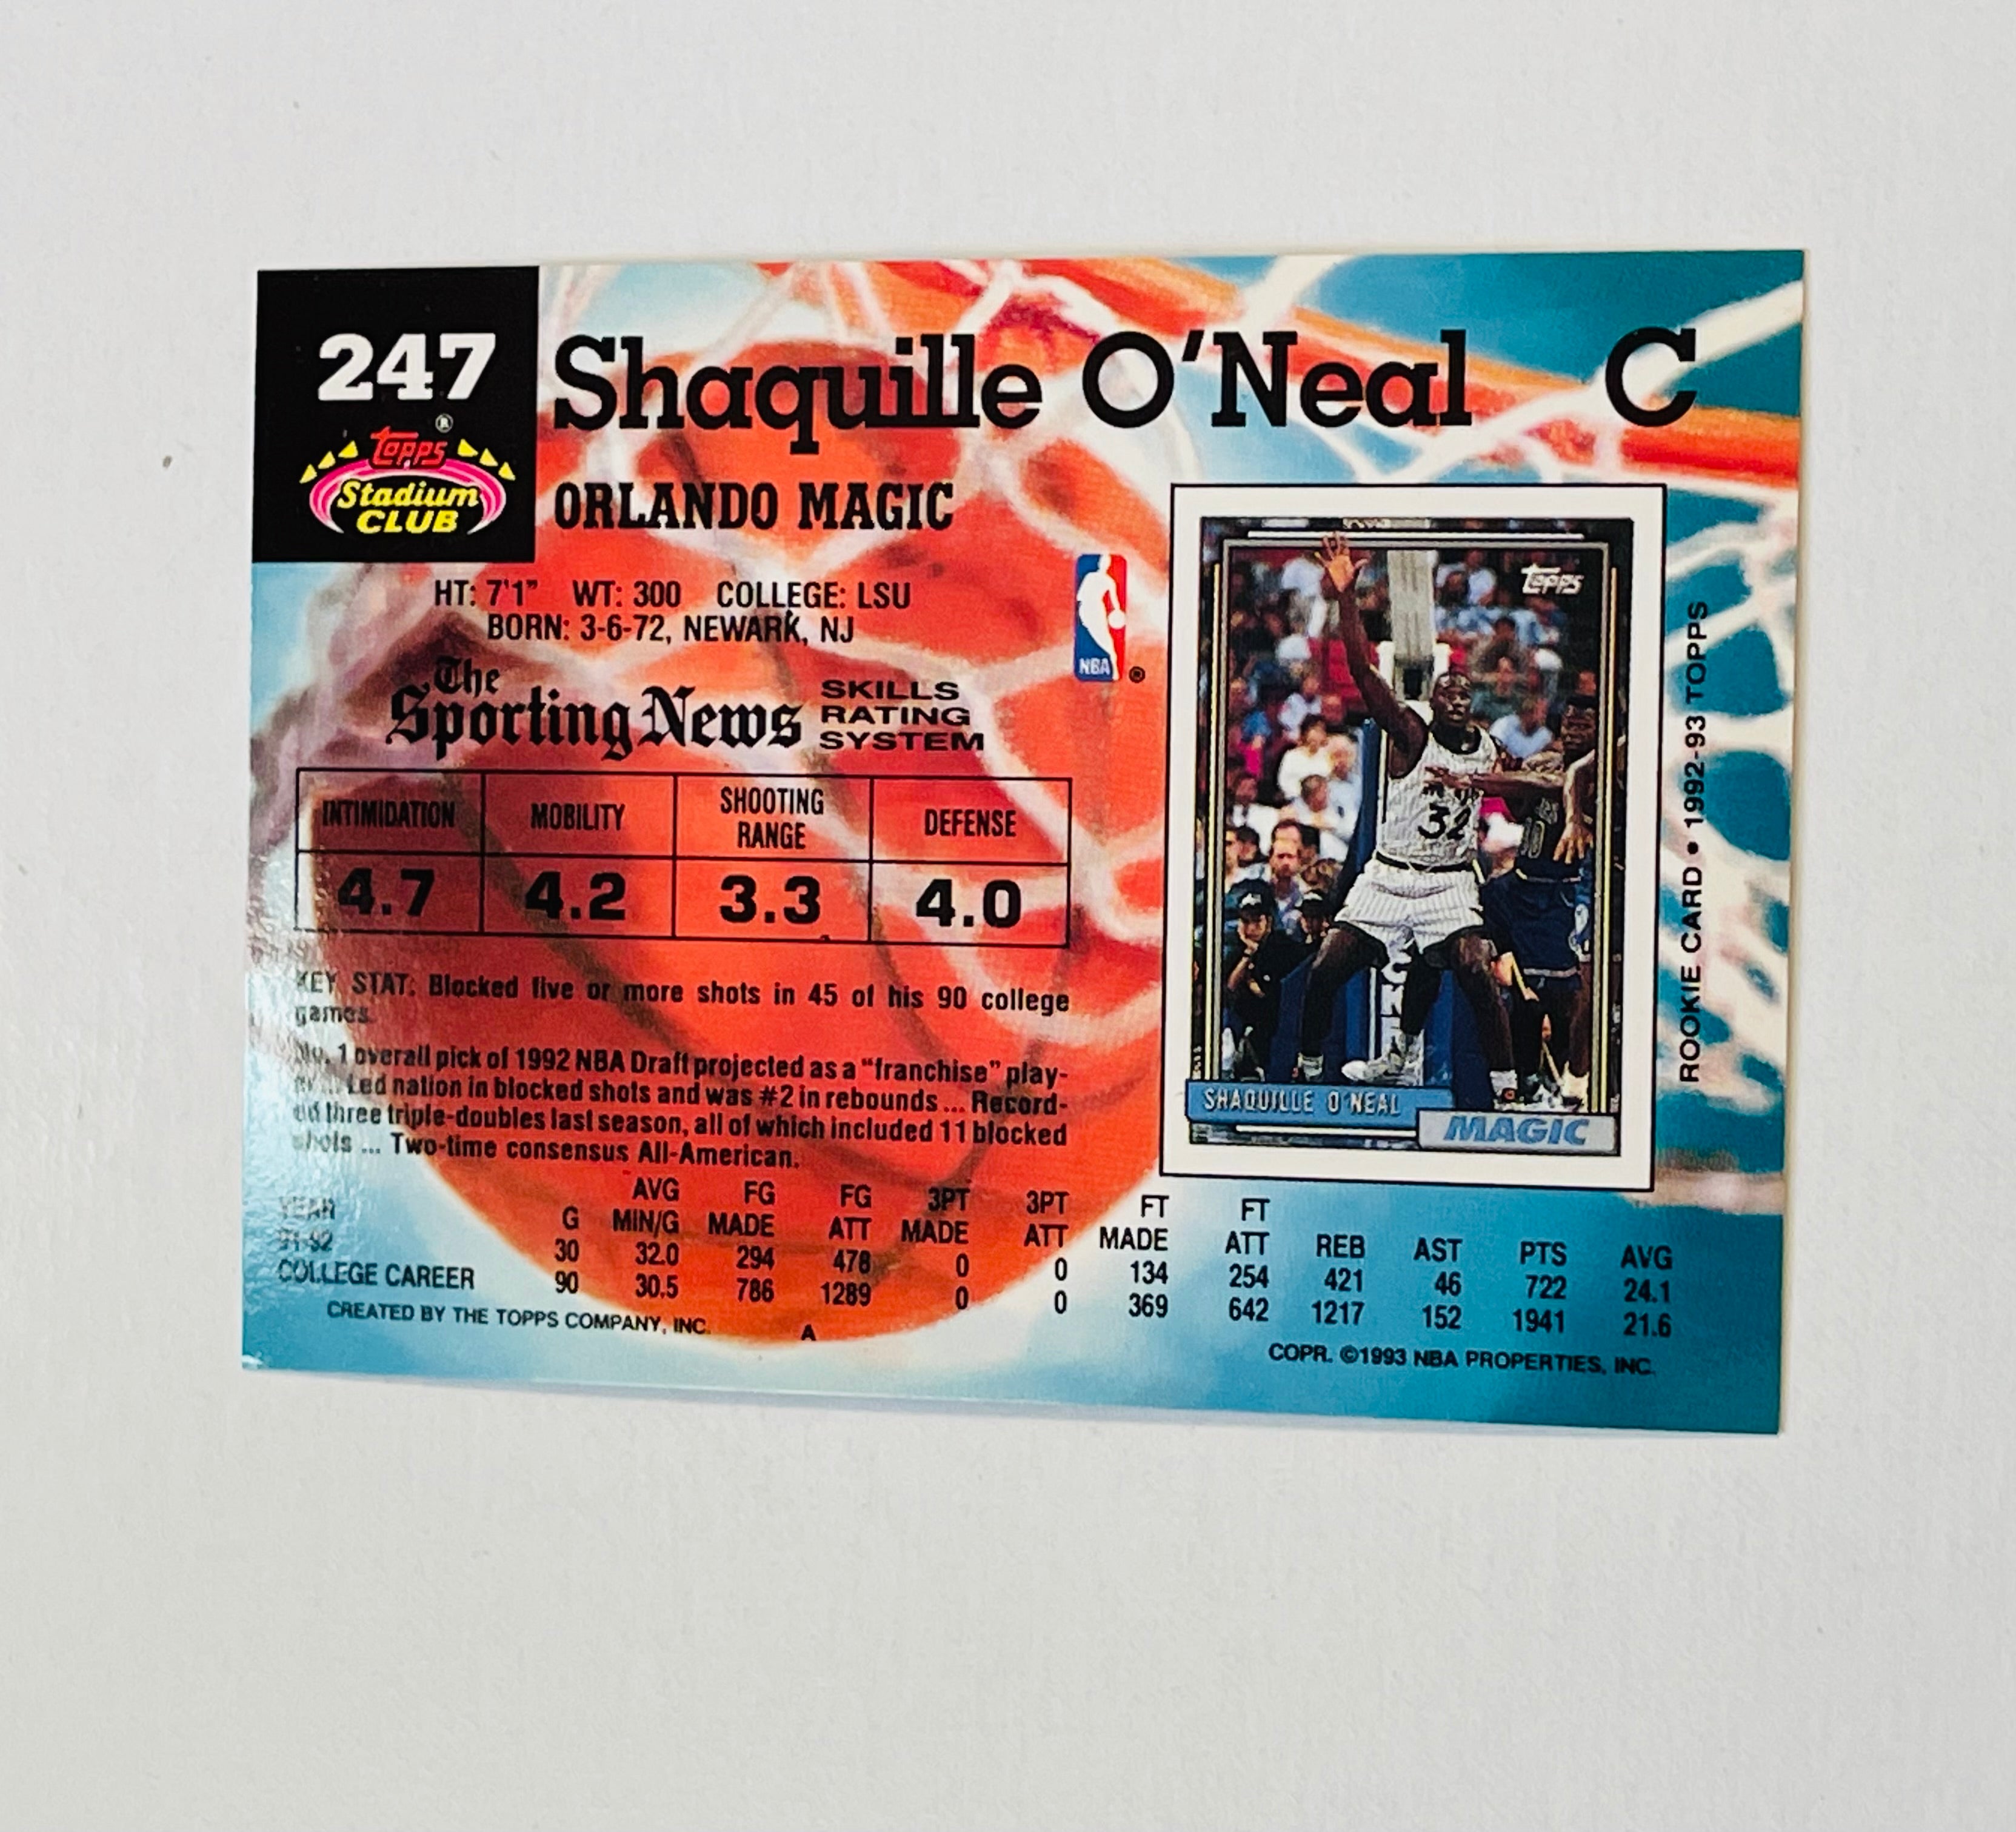 247
Topps®
Stadium
CLUB
Shaquille O'Neal C
ORLANDO MAGIC
HT: 7'1" WT: 300 COLLEGE: LSU
BORN: 3-6-72, NEWARK, NJ
The
Sporting News
SKILLS
RATING
SYSTEM
INTIMIDATION MOBILITY SHOOTING RANGE DEFENSE
4.7 4.2 3.3 4.0
KEY STAT: Blocked five or more shots in 45 of his 90 college
games.
No. 1 overall pick of 1992 NBA Draft projected as a "franchise" play-
er ... Led nation in blocked shots and was #2 in rebounds ... Record-
ed three triple-doubles last season, all of which included 11 blocked
shots ... Two-time consensus All-American.
NBA ®
Topps
32
SHAQUILLE O'NEAL
MAGIC
ROOKIE CARD • 1992-93 TOPPS
YEAR G AVG MIN/G FG MADE FG ATT 3PT MADE 3PT ATT FT MADE FT ATT REB AST PTS AVG
91-92 30 32.0 294 478 0 0 134 254 421 46 722 24.1
COLLEGE CAREER 90 30.5 786 1289 0 0 369 642 1217 152 1941 21.6
CREATED BY THE TOPPS COMPANY, INC. A
COPR. ©1993 NBA PROPERTIES, INC.